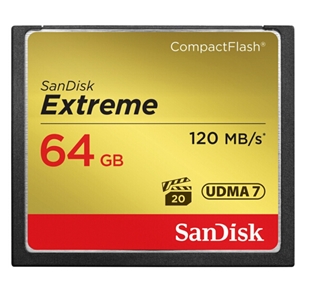 CompactFlash®
SanDisk
Extreme
64 GB
120 MB/s*
20
UDMA 7
SanDisk